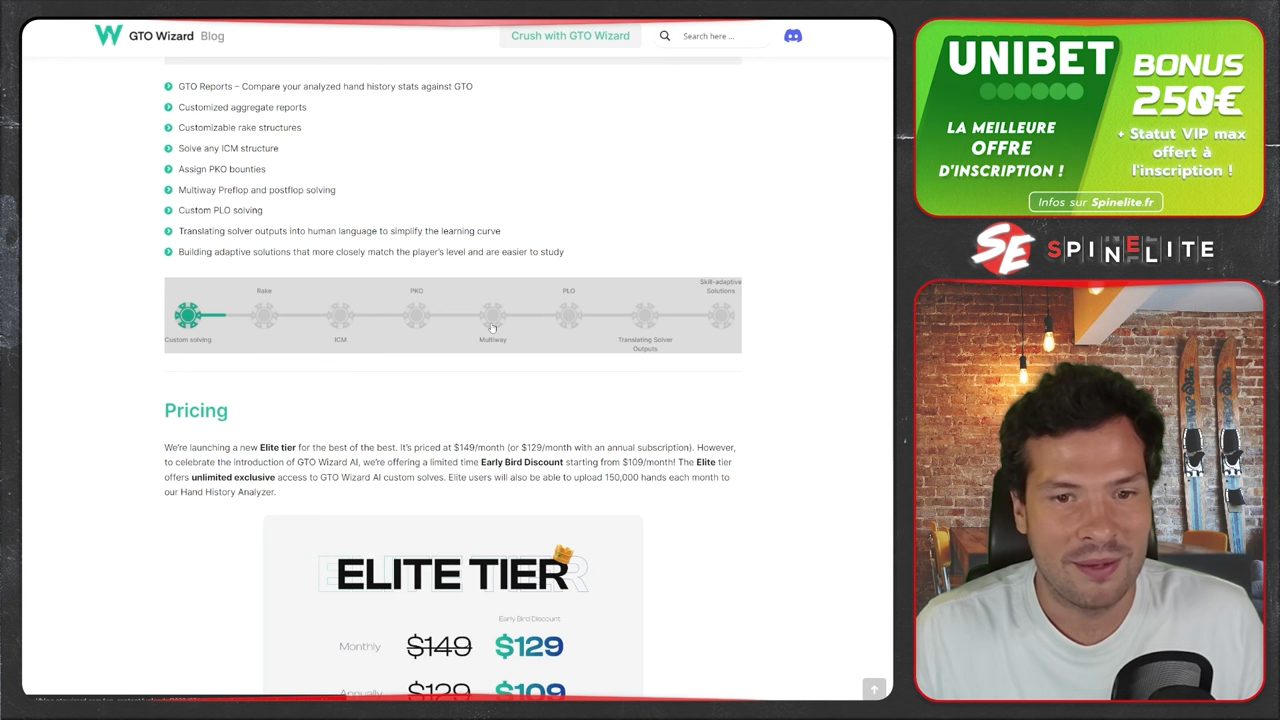 GTO Wizard Blog
Crush with GTO Wizard
Search here ...
GTO Reports – Compare your analyzed hand history stats against GTO
Customized aggregate reports
Customizable rake structures
Solve any ICM structure
Assign PKO bounties
Multiway Preflop and postflop solving
Custom PLO solving
Translating solver outputs into human language to simplify the learning curve
Building adaptive solutions that more closely match the player's level and are easier to study
Rake
PKO
PLO
Skill-adaptive
Solutions
Custom solving
ICM
Multiway
Translating Solver
Outputs
Pricing
We're launching a new Elite tier for the best of the best. It's priced at $149/month (or $129/month with an annual subscription). However,
to celebrate the introduction of GTO Wizard AI, we're offering a limited time Early Bird Discount starting from $109/month! The Elite tier
offers unlimited exclusive access to GTO Wizard AI custom solves. Elite users will also be able to upload 150,000 hands each month to
our Hand History Analyzer.
ELITE TIER
Early Bird Discount
Monthly $149 $129
Annually $129 $109
UNIBET
LA MEILLEURE
OFFRE
D'INSCRIPTION !
BONUS
250€
+ Statut VIP max
offert à
l'inscription !
Infos sur Spinelite.fr
SE SPINELITE